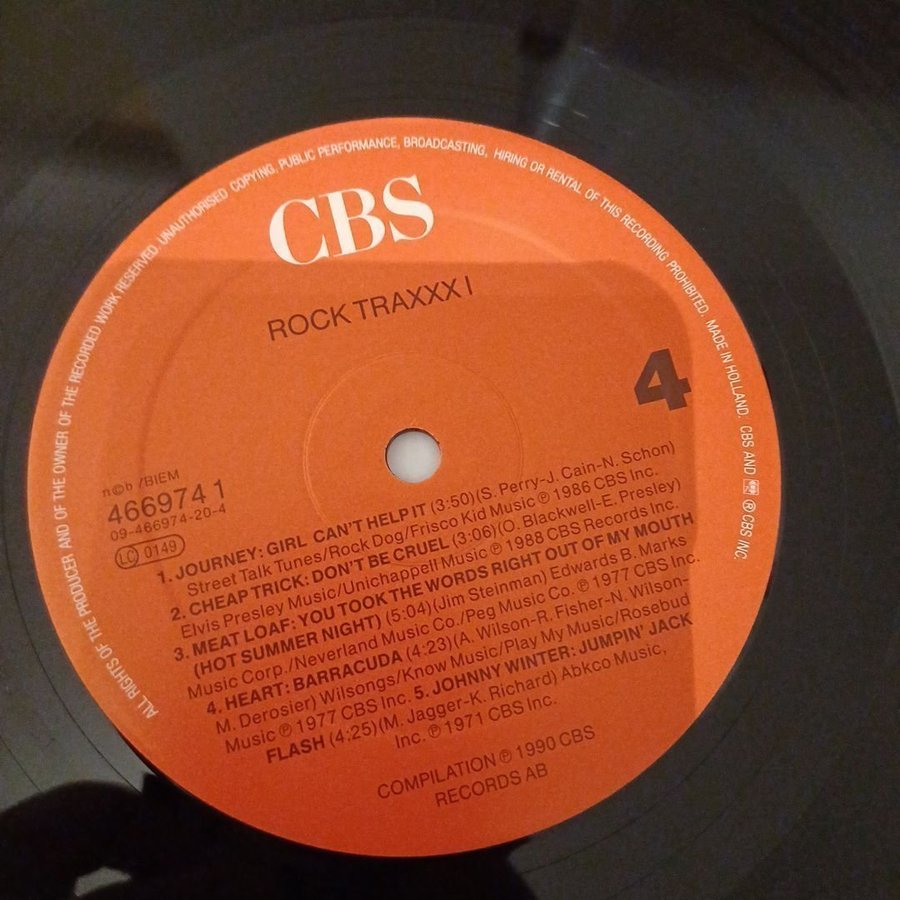 ALL RIGHTS OF THE PRODUCER AND OF THE OWNER OF THE RECORDED WORK RESERVED. UNAUTHORISED COPYING, PUBLIC PERFORMANCE, BROADCASTING, HIRING OR RENTAL OF THIS RECORDING PROHIBITED. MADE IN HOLLAND. CBS AND ® CBS INC.
CBS
ROCK TRAXXX I
4
n©b /BIEM
466974 1
09-466974-20-4
LC 0149
1. JOURNEY: GIRL CAN'T HELP IT (3:50)(S. Perry-J. Cain-N. Schon)
Street Talk Tunes/Rock Dog/Frisco Kid Music ℗ 1986 CBS Inc.
2. CHEAP TRICK: DON'T BE CRUEL (3:06)(O. Blackwell-E. Presley)
Elvis Presley Music/Unichappell Music ℗ 1988 CBS Records Inc.
3. MEAT LOAF: YOU TOOK THE WORDS RIGHT OUT OF MY MOUTH
(HOT SUMMER NIGHT) (5:04)(Jim Steinman) Edwards B. Marks
Music Corp./Neverland Music Co./Peg Music Co. ℗ 1977 CBS Inc.
4. HEART: BARRACUDA (4:23)(A. Wilson-R. Fisher-N. Wilson-
M. Derosier) Wilsongs/Know Music/Play My Music/Rosebud
Music ℗ 1977 CBS Inc. 5. JOHNNY WINTER: JUMPIN' JACK
FLASH (4:25)(M. Jagger-K. Richard) Abkco Music,
Inc. ℗ 1971 CBS Inc.
COMPILATION ℗ 1990 CBS
RECORDS AB